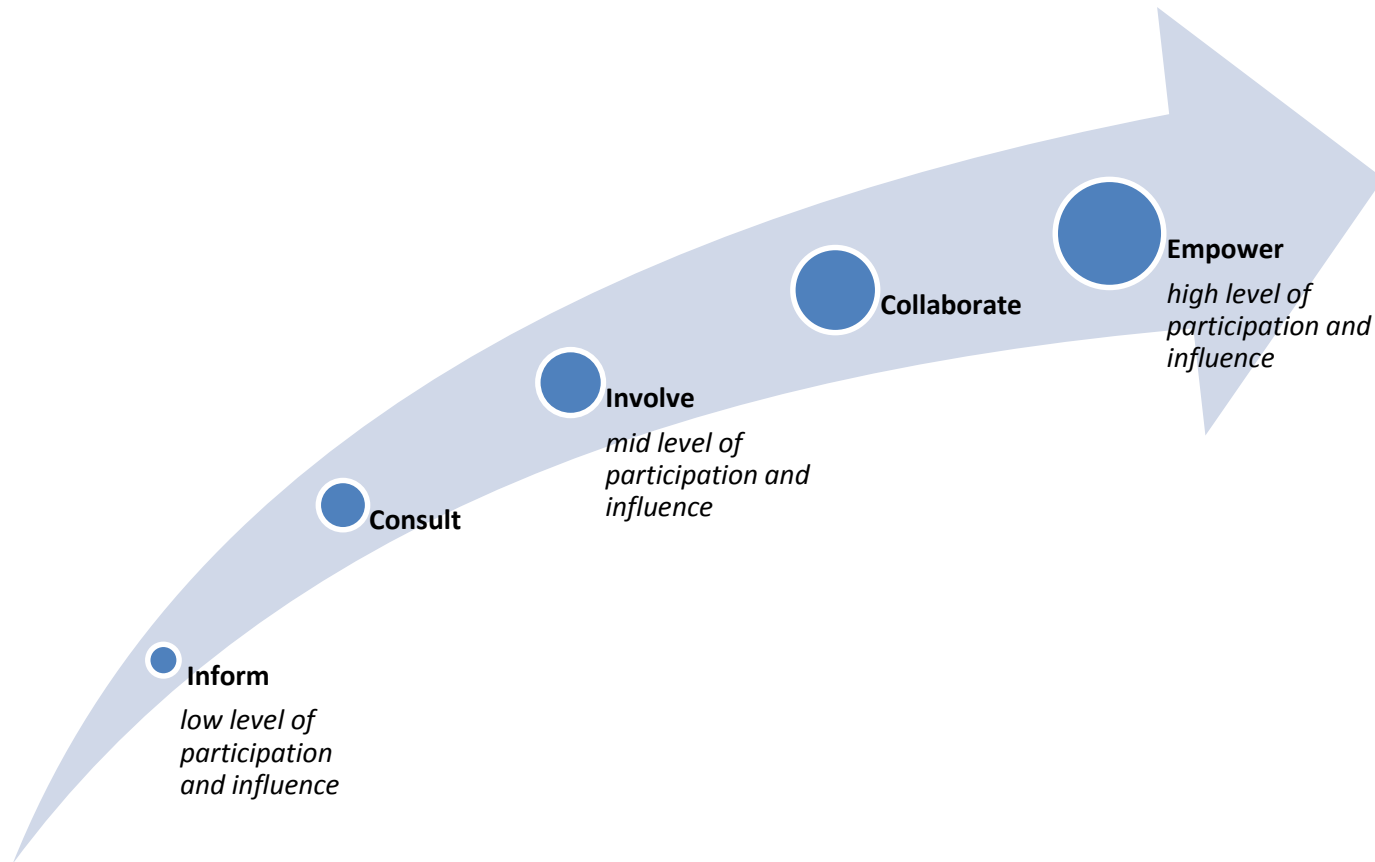 Inform
low level of
participation
and influence
Consult
Involve
mid level of
participation and
influence
Collaborate
Empower
high level of
participation and
influence